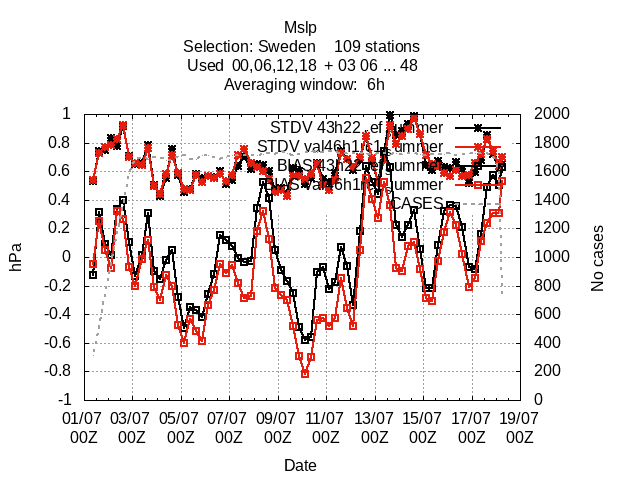 Mslp
Selection: Sweden 109 stations
Used 00,06,12,18 + 03 06 ... 48
Averaging window: 6h
hPa
No cases
1
0.8
0.6
0.4
0.2
0
-0.2
-0.4
-0.6
-0.8
-1
2000
1800
1600
1400
1200
1000
800
600
400
200
0
STDV 43h22
STDV
CASES
01/07 03/07 05/07 07/07 09/07 11/07 13/07 15/07 17/07 19/07
00Z 00Z 00Z 00Z 00Z 00Z 00Z 00Z 00Z 00Z
Date